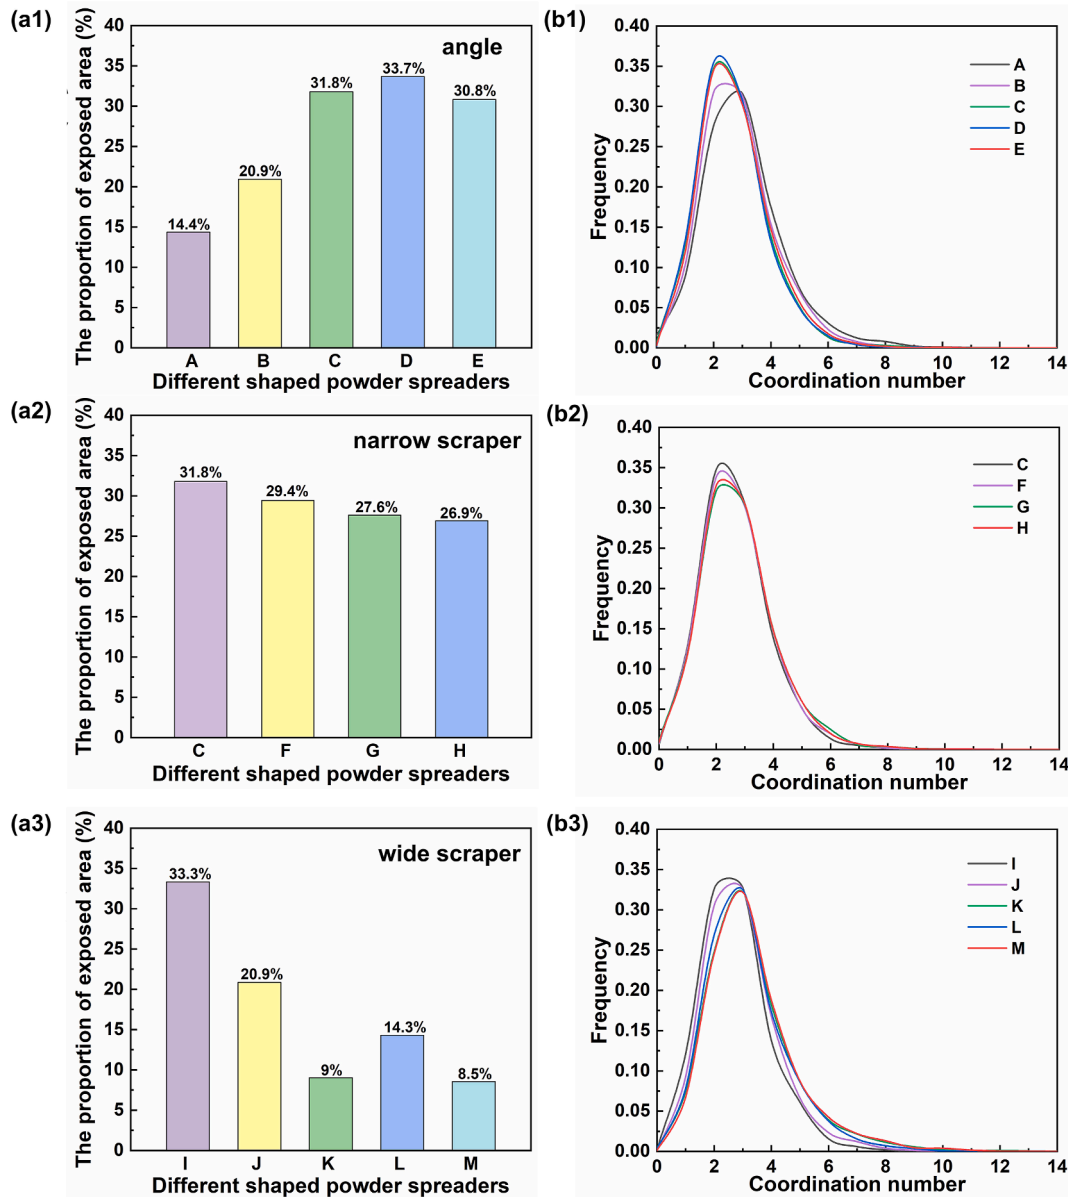 (a1)
The proportion of exposed area (%)
40
35
30
25
20
15
10
5
0
angle
14.4%
20.9%
31.8%
33.7%
30.8%
A B C D E
Different shaped powder spreaders
(b1)
Frequency
0.40
0.35
0.30
0.25
0.20
0.15
0.10
0.05
0.00
A
B
C
D
E
0 2 4 6 8 10 12 14
Coordination number
(a2)
The proportion of exposed area (%)
40
35
30
25
20
15
10
5
0
narrow scraper
31.8%
29.4%
27.6%
26.9%
C F G H
Different shaped powder spreaders
(b2)
Frequency
0.40
0.35
0.30
0.25
0.20
0.15
0.10
0.05
0.00
C
F
G
H
0 2 4 6 8 10 12 14
Coordination number
(a3)
The proportion of exposed area (%)
40
35
30
25
20
15
10
5
0
wide scraper
33.3%
20.9%
9%
14.3%
8.5%
I J K L M
Different shaped powder spreaders
(b3)
Frequency
0.40
0.35
0.30
0.25
0.20
0.15
0.10
0.05
0.00
I
J
K
L
M
0 2 4 6 8 10 12 14
Coordination number